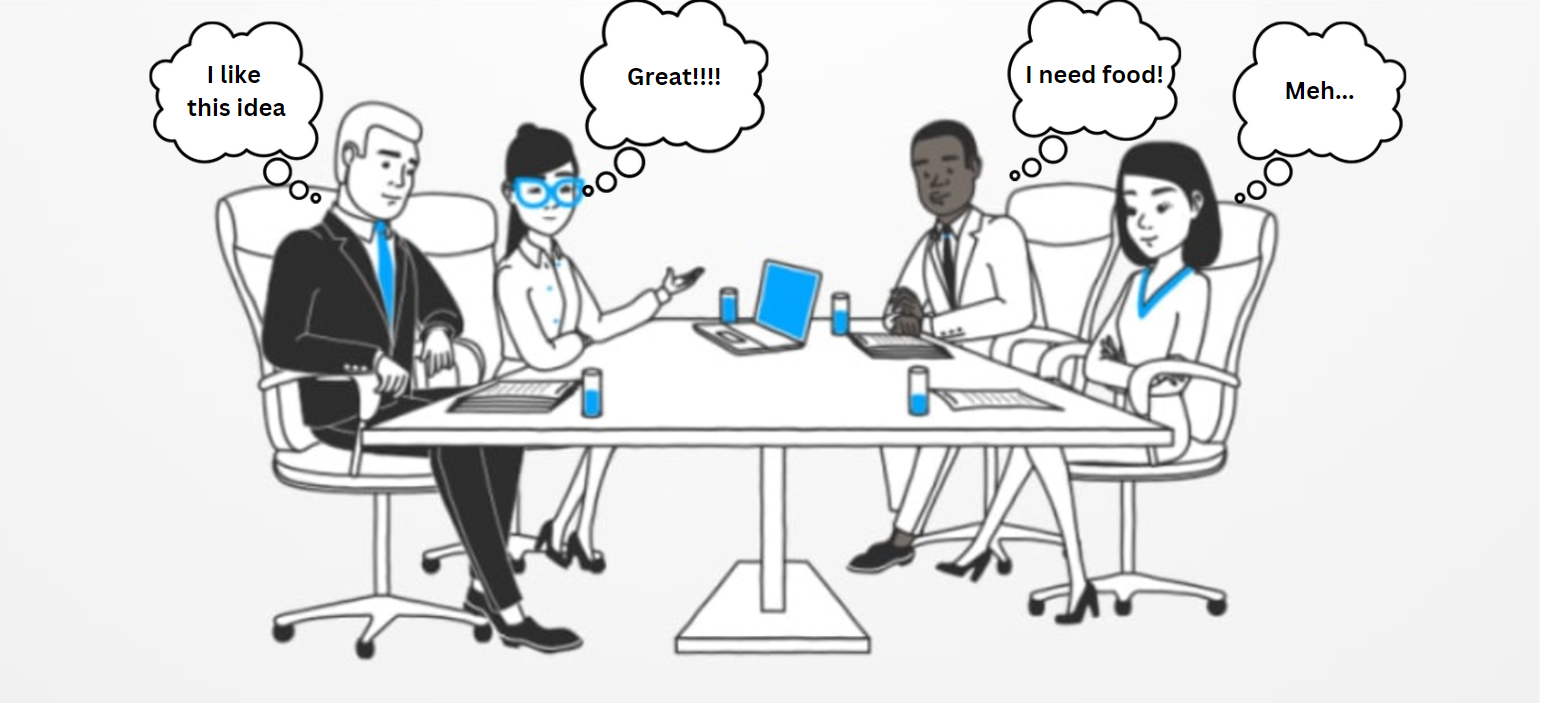 I like
this idea
Great!!!!
I need food!
Meh...